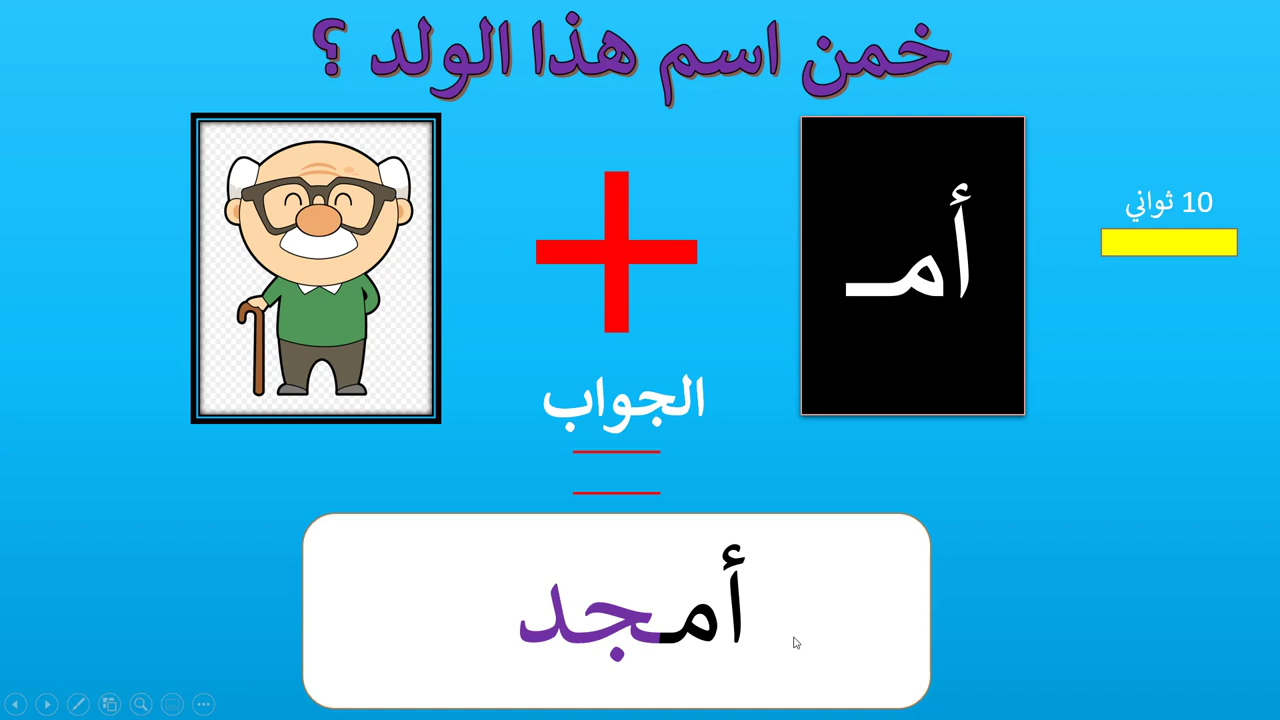 خمن اسم هذا الولد ؟
أمـ
10 ثواني
الجواب
أمجد